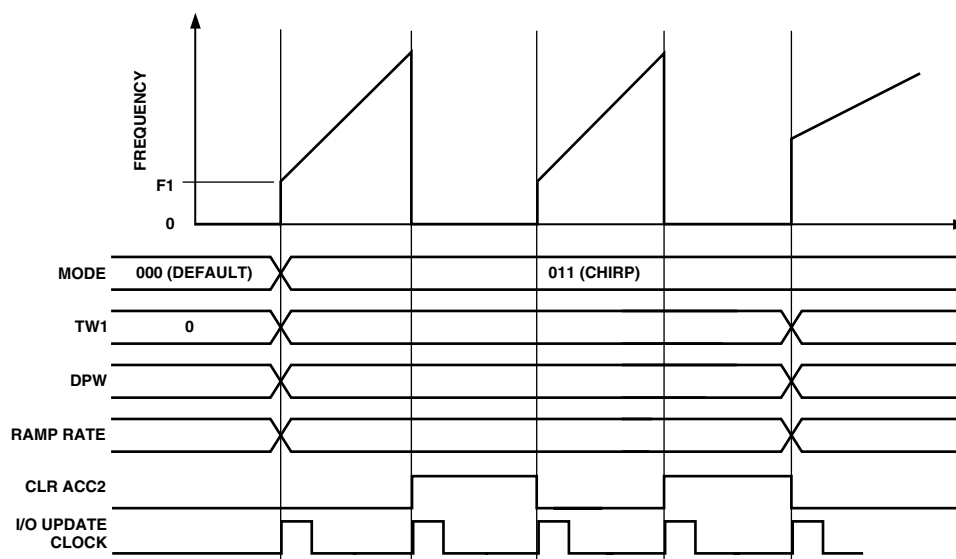 FREQUENCY
F1
0
MODE 000 (DEFAULT) 011 (CHIRP)
TW1 0
DPW
RAMP RATE
CLR ACC2
I/O UPDATE
CLOCK